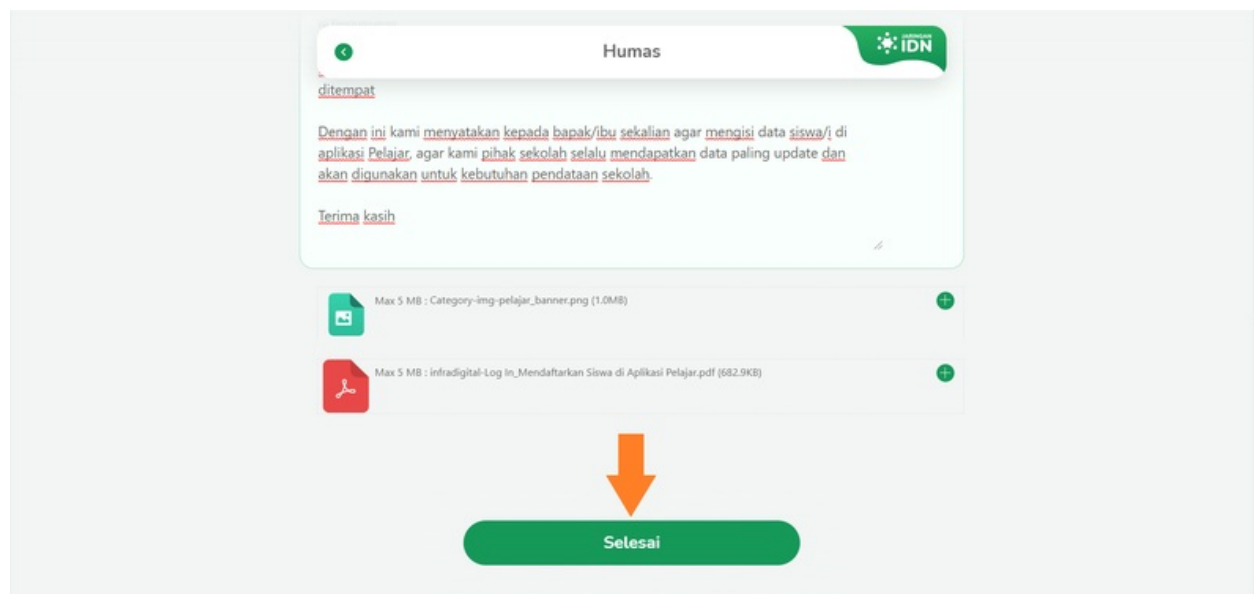 Humas
JARINGAN
IDN
ditempat
Dengan ini kami menyatakan kepada bapak/ibu sekalian agar mengisi data siswa/i di
aplikasi Pelajar, agar kami pihak sekolah selalu mendapatkan data paling update dan
akan digunakan untuk kebutuhan pendataan sekolah.
Terima kasih
Max 5 MB : Category-img-pelajar_banner.png (1.0MB)
Max 5 MB : infradigital-Log In_Mendaftarkan Siswa di Aplikasi Pelajar.pdf (682.9KB)
Selesai